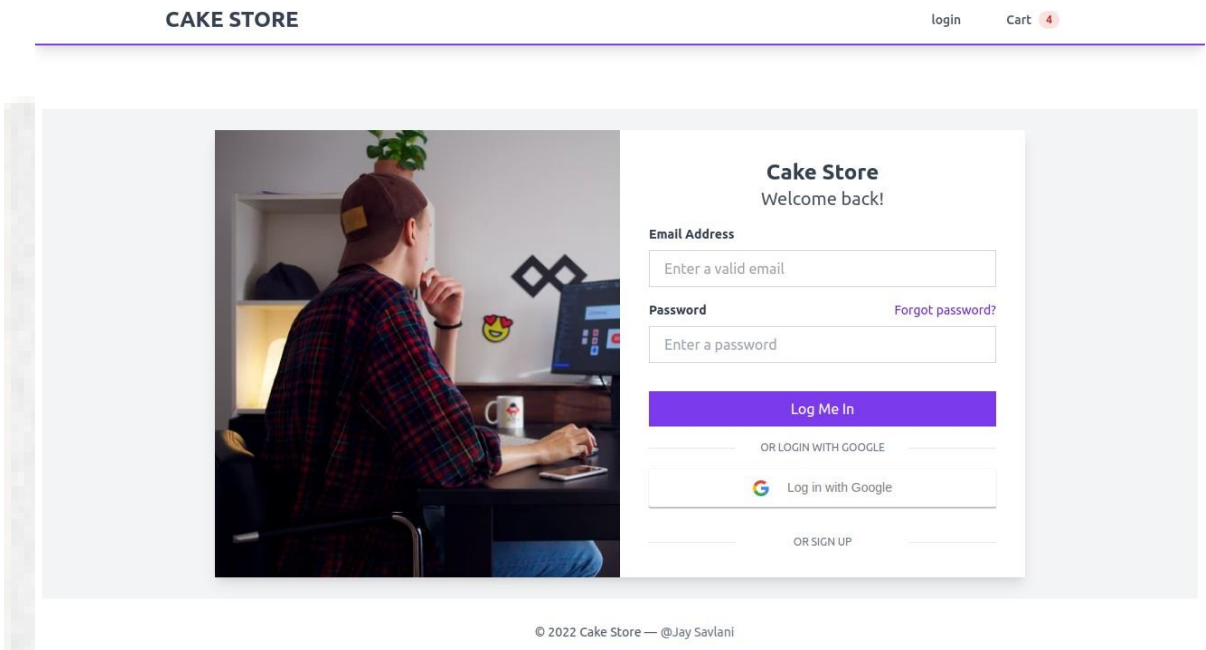 CAKE STORE
login
Cart 4
Cake Store
Welcome back!
Email Address
Enter a valid email
Password Forgot password?
Enter a password
Log Me In
OR LOGIN WITH GOOGLE
Log in with Google
OR SIGN UP
© 2022 Cake Store — @Jay Savlani